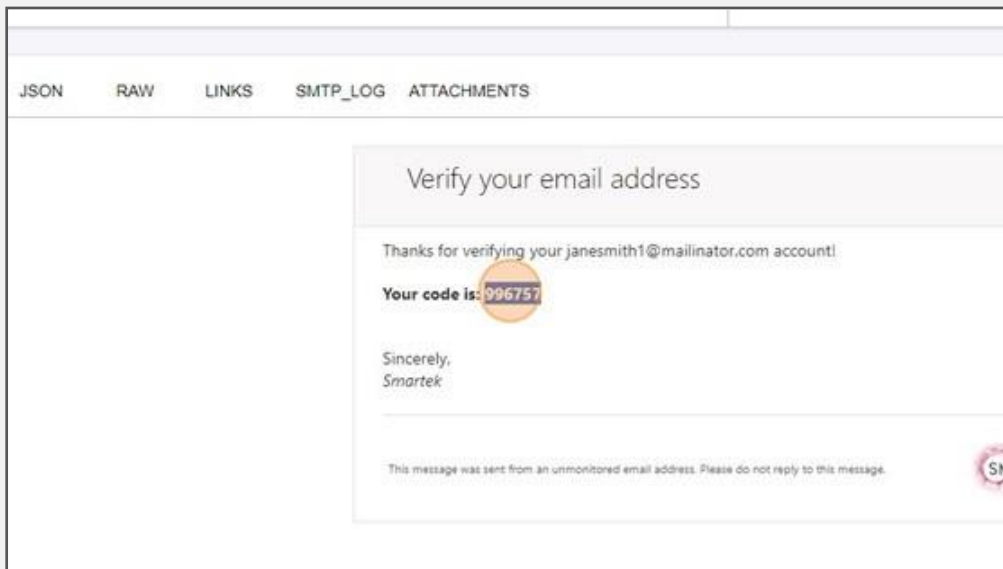 JSON RAW LINKS SMTP_LOG ATTACHMENTS
Verify your email address
Thanks for verifying your janesmith1@mailinator.com account!
Your code is: 996757
Sincerely,
Smartek
This message was sent from an unmonitored email address. Please do not reply to this message.